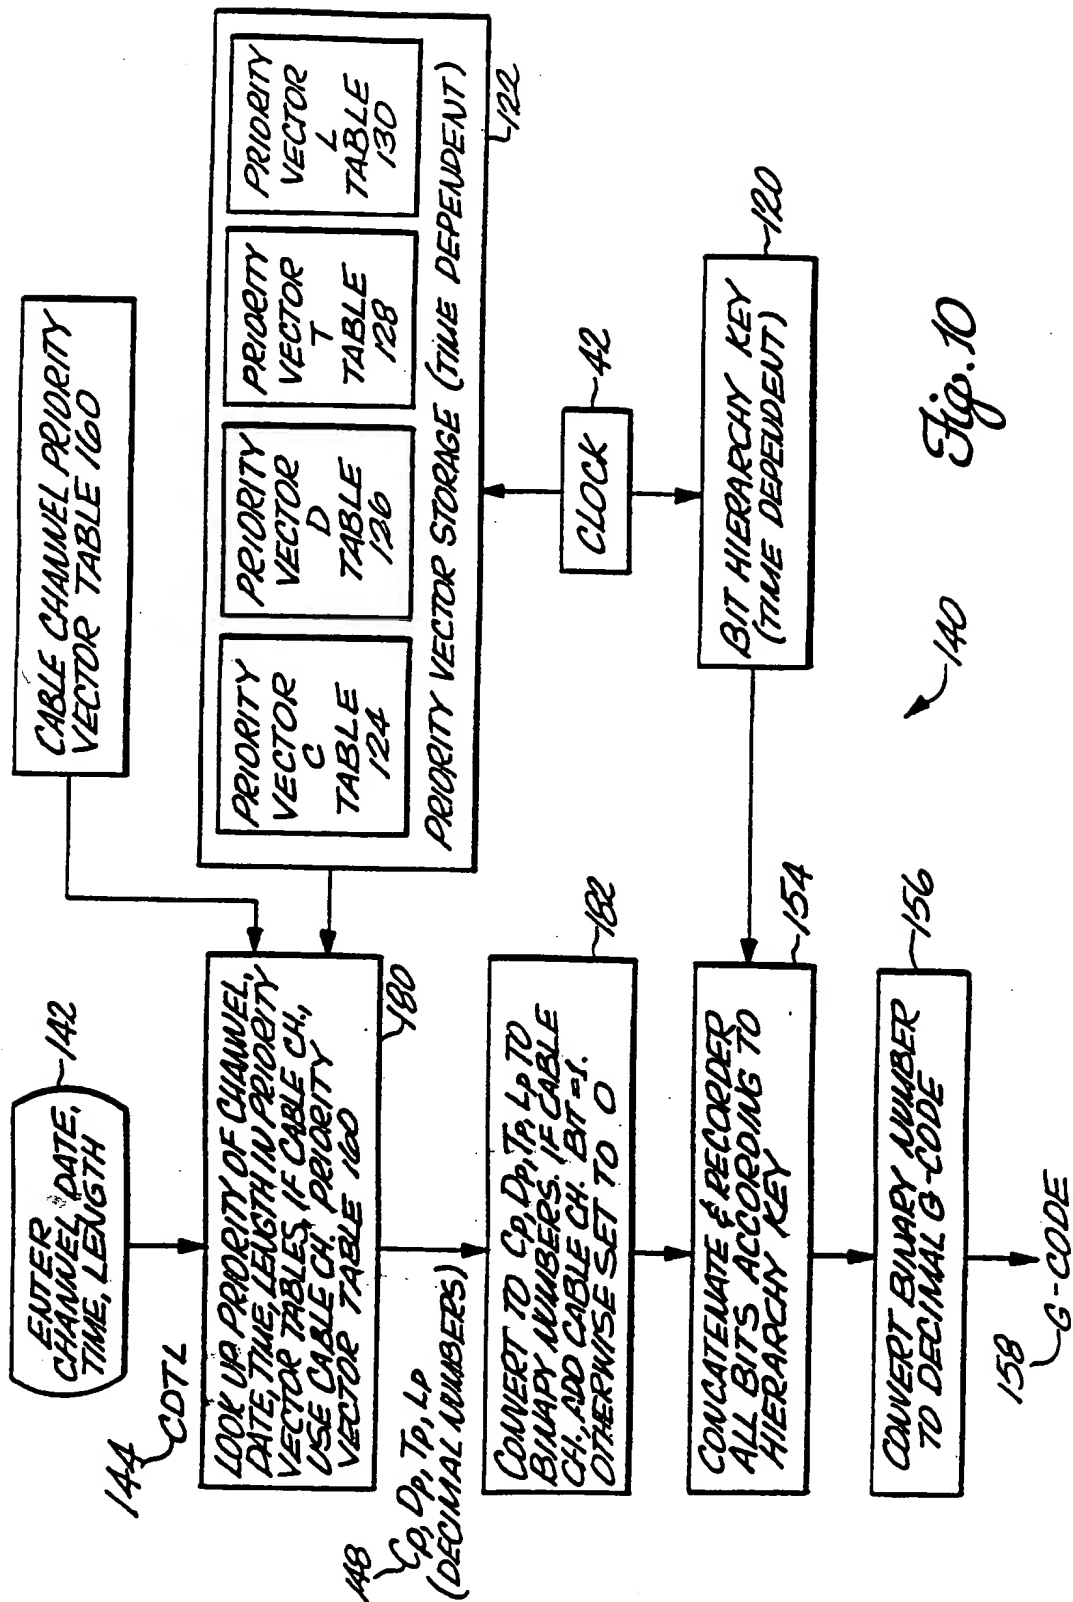 ENTER
CHANNEL, DATE,
TIME, LENGTH
142
144
CDTL
LOOK UP PRIORITY OF CHANNEL,
DATE, TIME, LENGTH IN PRIORITY
VECTOR TABLES, IF CABLE CH.,
USE CABLE CH. PRIORITY
VECTOR TABLE 160
180
148
Cp, Dp, Tp, Lp
(DECIMAL NUMBERS)
CONVERT TO Cp, Dp, Tp, Lp TO
BINAPY NUMBERS. IF CABLE
CH., ADD CABLE CH. BIT =1.
OTHERWISE SET TO 0
182
CONCATENATE & RECORDER
ALL BITS ACCORDING TO
HIERARCHY KEY
154
CONVERT BINARY NUMBER
TO DECIMAL G-CODE
156
158
G-CODE
CABLE CHANNEL PRIORITY
VECTOR TABLE 160
PRIORITY
VECTOR
C
TABLE
124
PRIORITY
VECTOR
D
TABLE
126
PRIORITY
VECTOR
T
TABLE
128
PRIORITY
VECTOR
L
TABLE
130
PRIORITY VECTOR STORAGE (TIME DEPENDENT)
122
CLOCK
42
BIT HIERARCHY KEY
(TIME DEPEUDENT)
120
140
Fig. 10